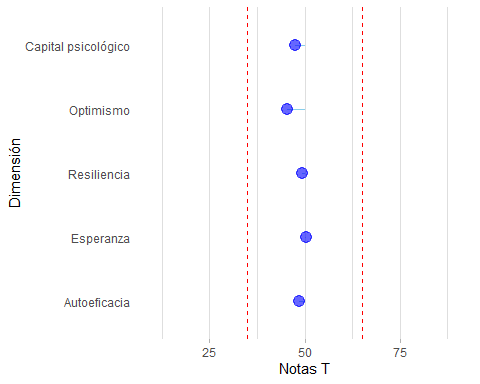 Capital psicológico
Optimismo
Resiliencia
Esperanza
Autoeficacia
Dimensión
25
50
75
Notas T